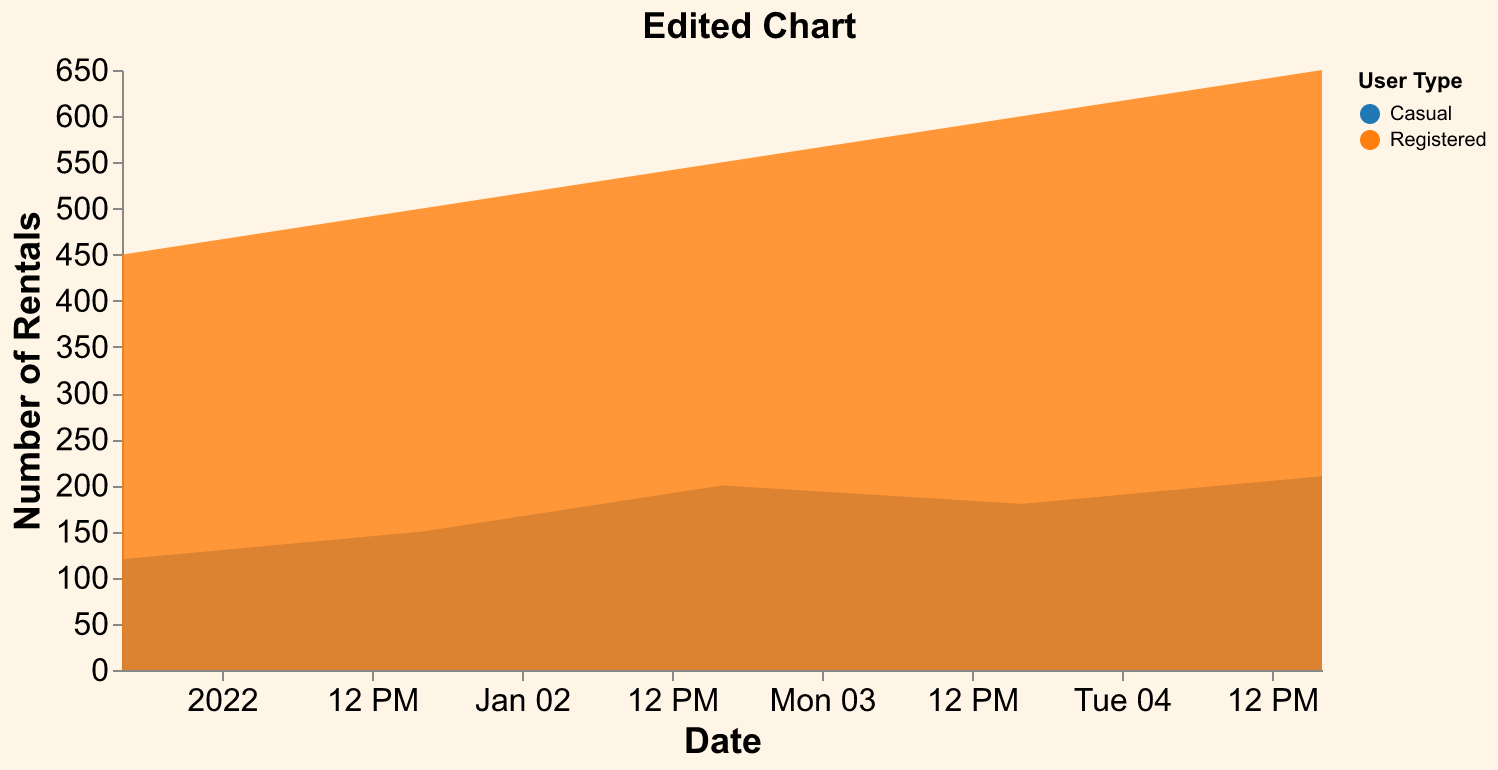 Edited Chart
650
600
550
500
450
400
350
300
250
200
150
100
50
0
Number of Rentals
2022 12 PM Jan 02 12 PM Mon 03 12 PM Tue 04 12 PM
Date
User Type
Casual
Registered